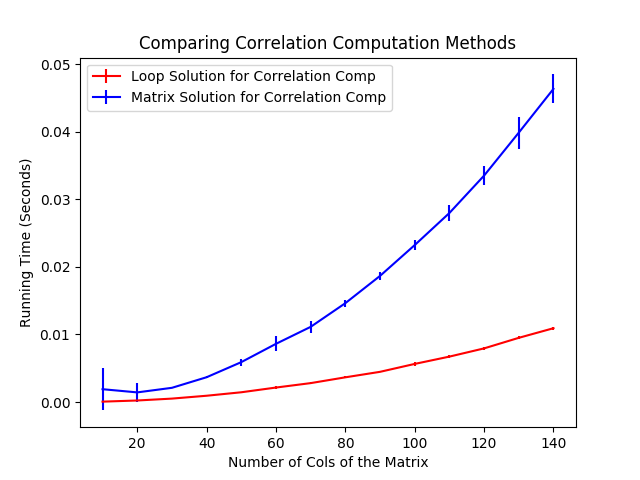 Comparing Correlation Computation Methods
Loop Solution for Correlation Comp
Matrix Solution for Correlation Comp
Running Time (Seconds)
0.05
0.04
0.03
0.02
0.01
0.00
20 40 60 80 100 120 140
Number of Cols of the Matrix